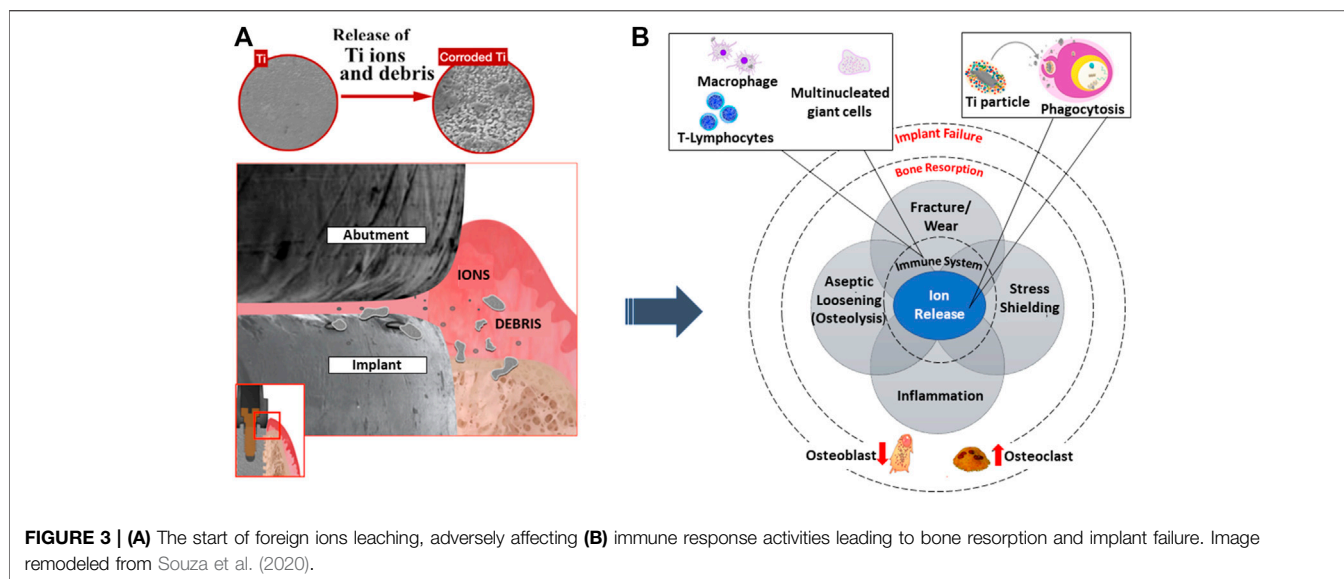 A
Ti
Release of
Ti ions
and debris
Corroded Ti
Abutment
IONS
DEBRIS
Implant
B
Macrophage
T-Lymphocytes
Multinucleated
giant cells
Ti particle
Phagocytosis
Implant Failure
Bone Resorption
Fracture/
Wear
Immune System
Aseptic
Loosening
(Osteolysis)
Ion
Release
Stress
Shielding
Inflammation
Osteoblast
Osteoclast
FIGURE 3 | (A) The start of foreign ions leaching, adversely affecting (B) immune response activities leading to bone resorption and implant failure. Image
remodeled from Souza et al. (2020).